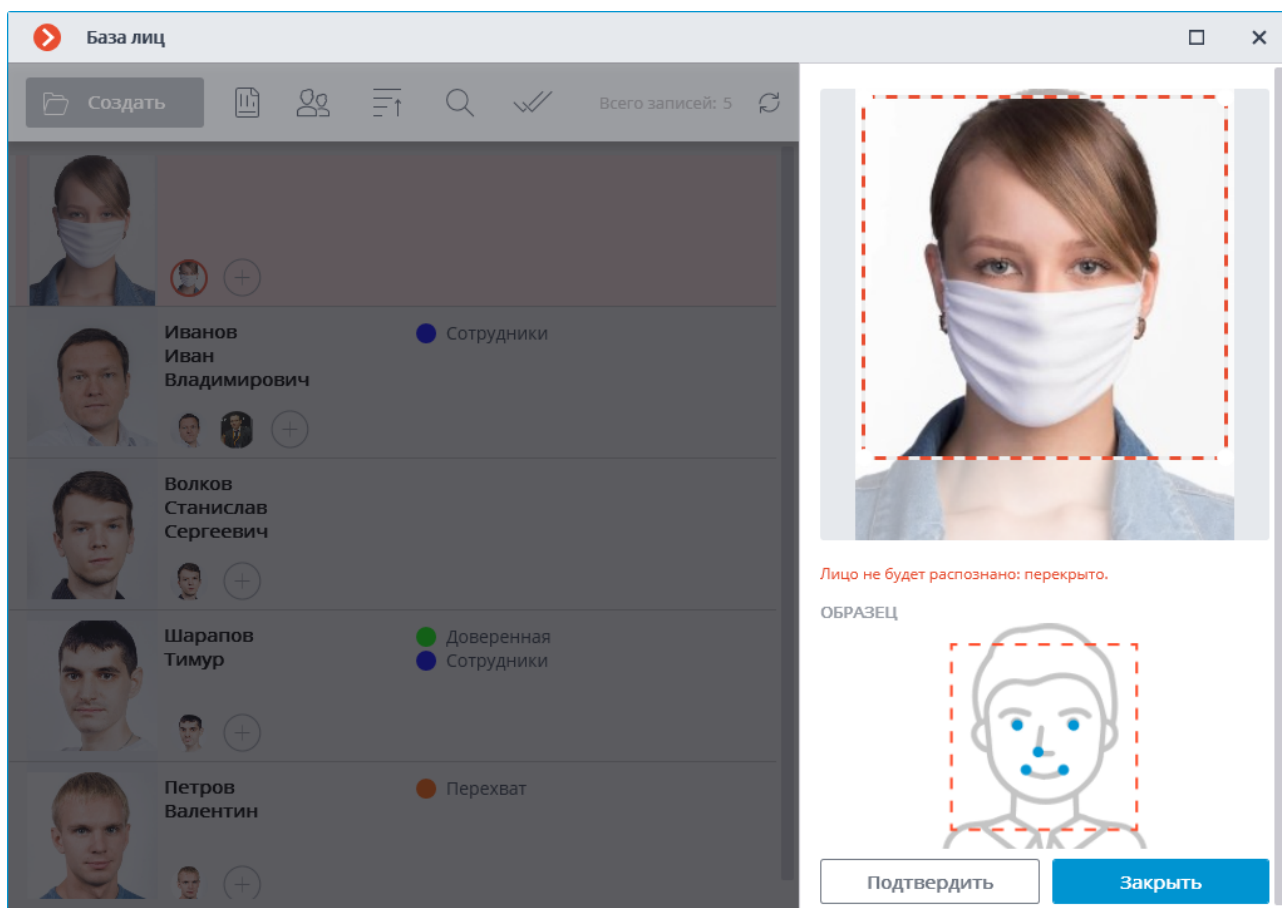 База лиц
Создать
Всего записей: 5
Иванов
Иван
Владимирович
Сотрудники
Волков
Станислав
Сергеевич
Шарапов
Тимур
Доверенная
Сотрудники
Петров
Валентин
Перехват
Лицо не будет распознано: перекрыто.
ОБРАЗЕЦ
Подтвердить
Закрыть